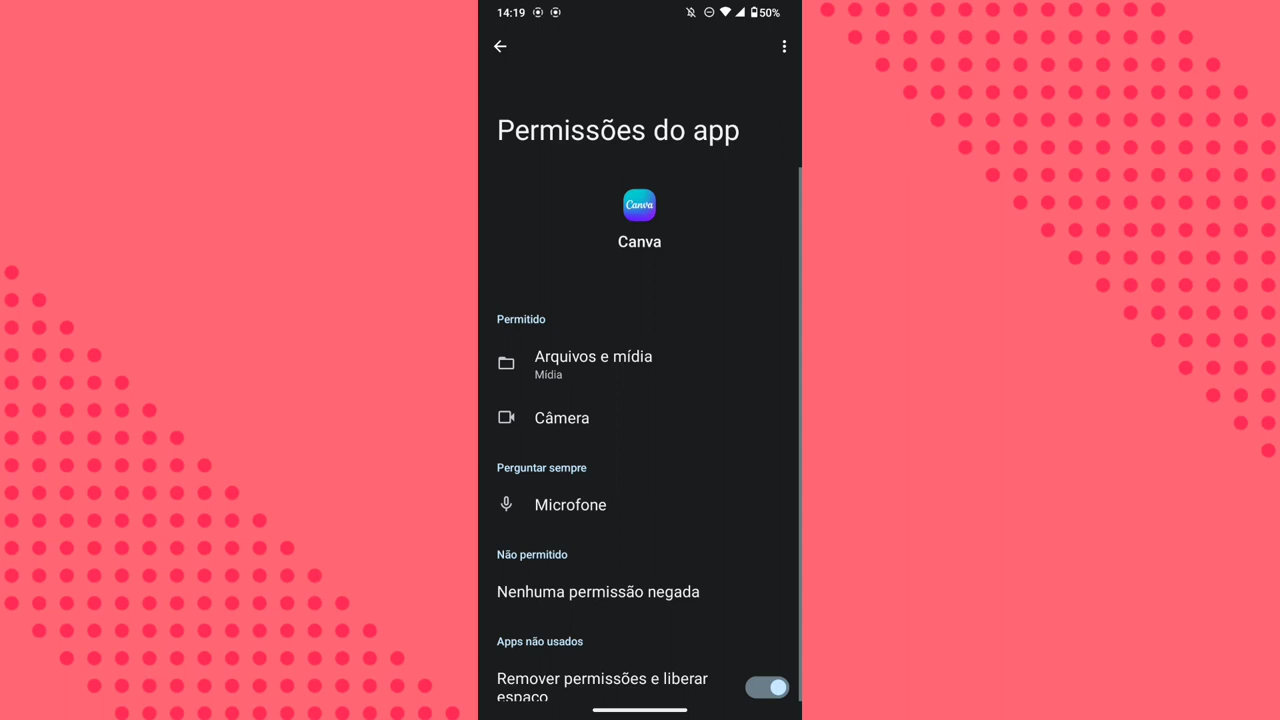 14:19 50%
Permissões do app
Canva
Canva
Permitido
Arquivos e mídia
Mídia
Câmera
Perguntar sempre
Microfone
Não permitido
Nenhuma permissão negada
Apps não usados
Remover permissões e liberar
espaço